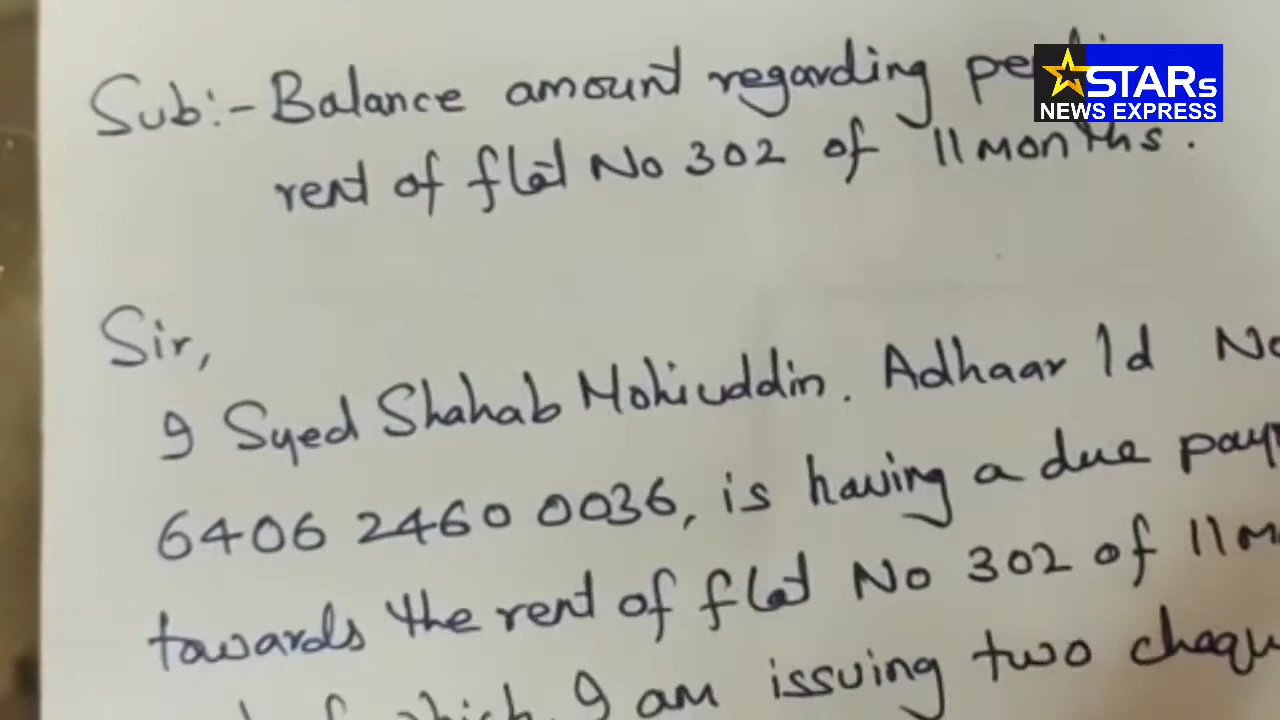 STARs
NEWS EXPRESS
Sub:- Balance amount regarding
rent of flat No 302 of 11 months.
Sir,
I Syed Shahab Mohiuddin. Adhaar Id No
6406 2460 0036, is having a due
towards the rent of flat No 302 of 11
which I am issuing two